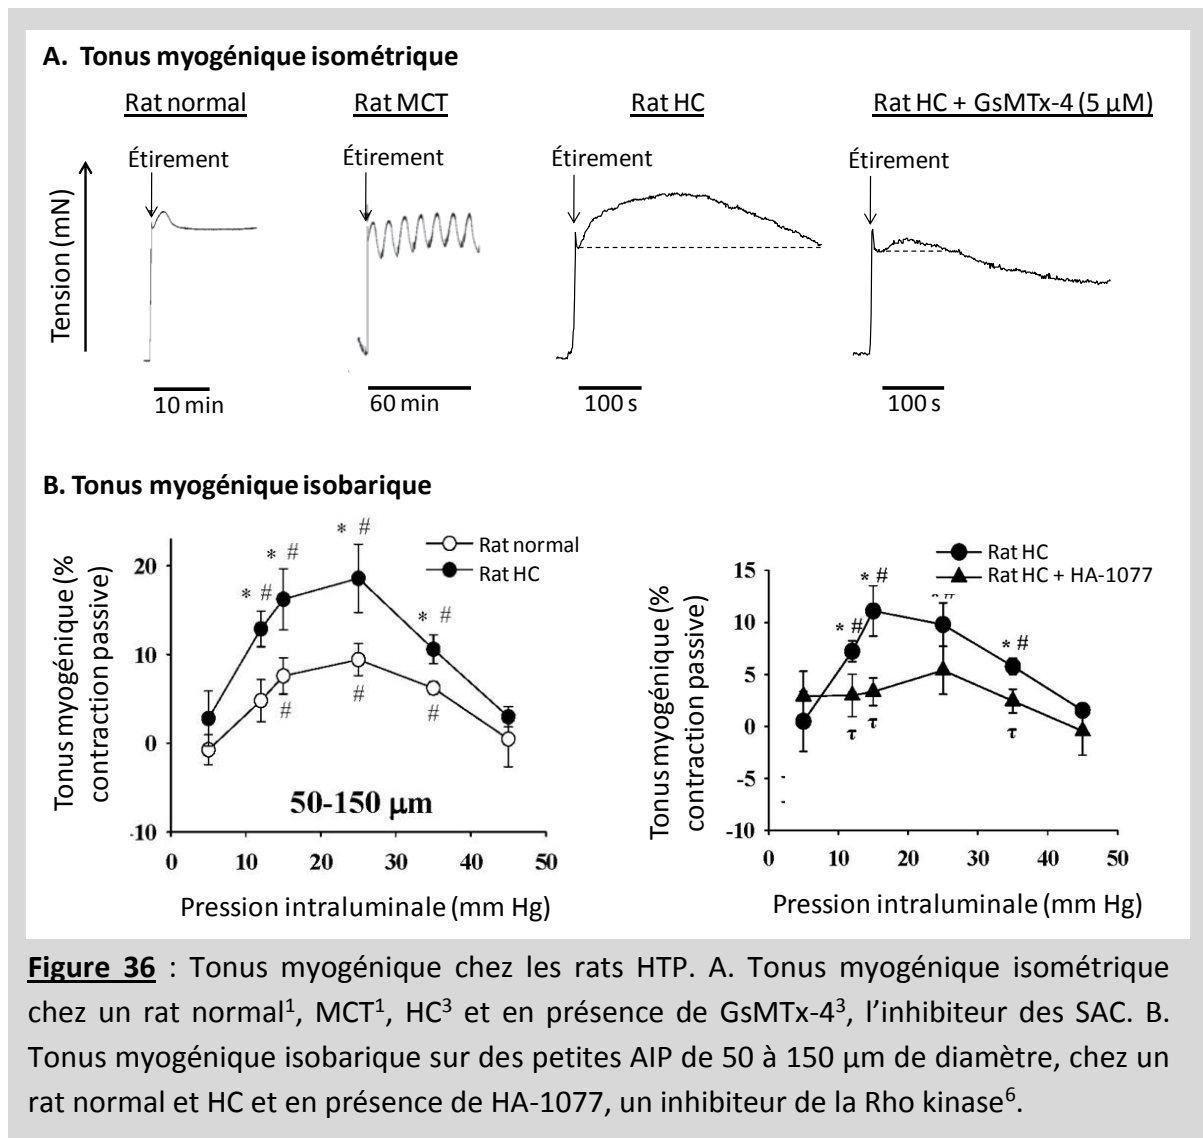 A. Tonus myogénique isométrique
Rat normal
Rat MCT
Rat HC
Rat HC + GsMTx-4 (5 µM)
Étirement
Étirement
Étirement
Étirement
Tension (mN)
10 min
60 min
100 s
100 s
B. Tonus myogénique isobarique
Tonus myogénique (%
contraction passive)
20
10
0
-10
* #
* #
* #
* #
#
#
#
Rat normal
Rat HC
50-150 µm
0 10 20 30 40 50
Pression intraluminale (mm Hg)
Tonus myogénique (%
contraction passive)
15
10
5
0
-5
-10
* #
* #
* #
* #
τ
τ
τ
Rat HC
Rat HC + HA-1077
0 10 20 30 40 50
Pression intraluminale (mm Hg)
Figure 36 : Tonus myogénique chez les rats HTP. A. Tonus myogénique isométrique
chez un rat normal¹, MCT¹, HC³ et en présence de GsMTx-4³, l’inhibiteur des SAC. B.
Tonus myogénique isobarique sur des petites AIP de 50 à 150 µm de diamètre, chez un
rat normal et HC et en présence de HA-1077, un inhibiteur de la Rho kinase⁶.